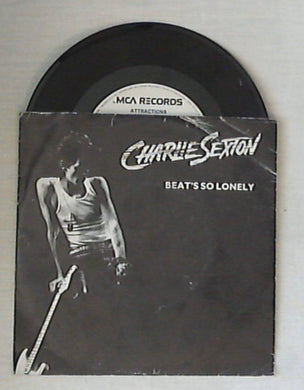 MCA RECORDS
ATTRACTIONS
CHARLIE SEXTON
BEAT'S SO LONELY